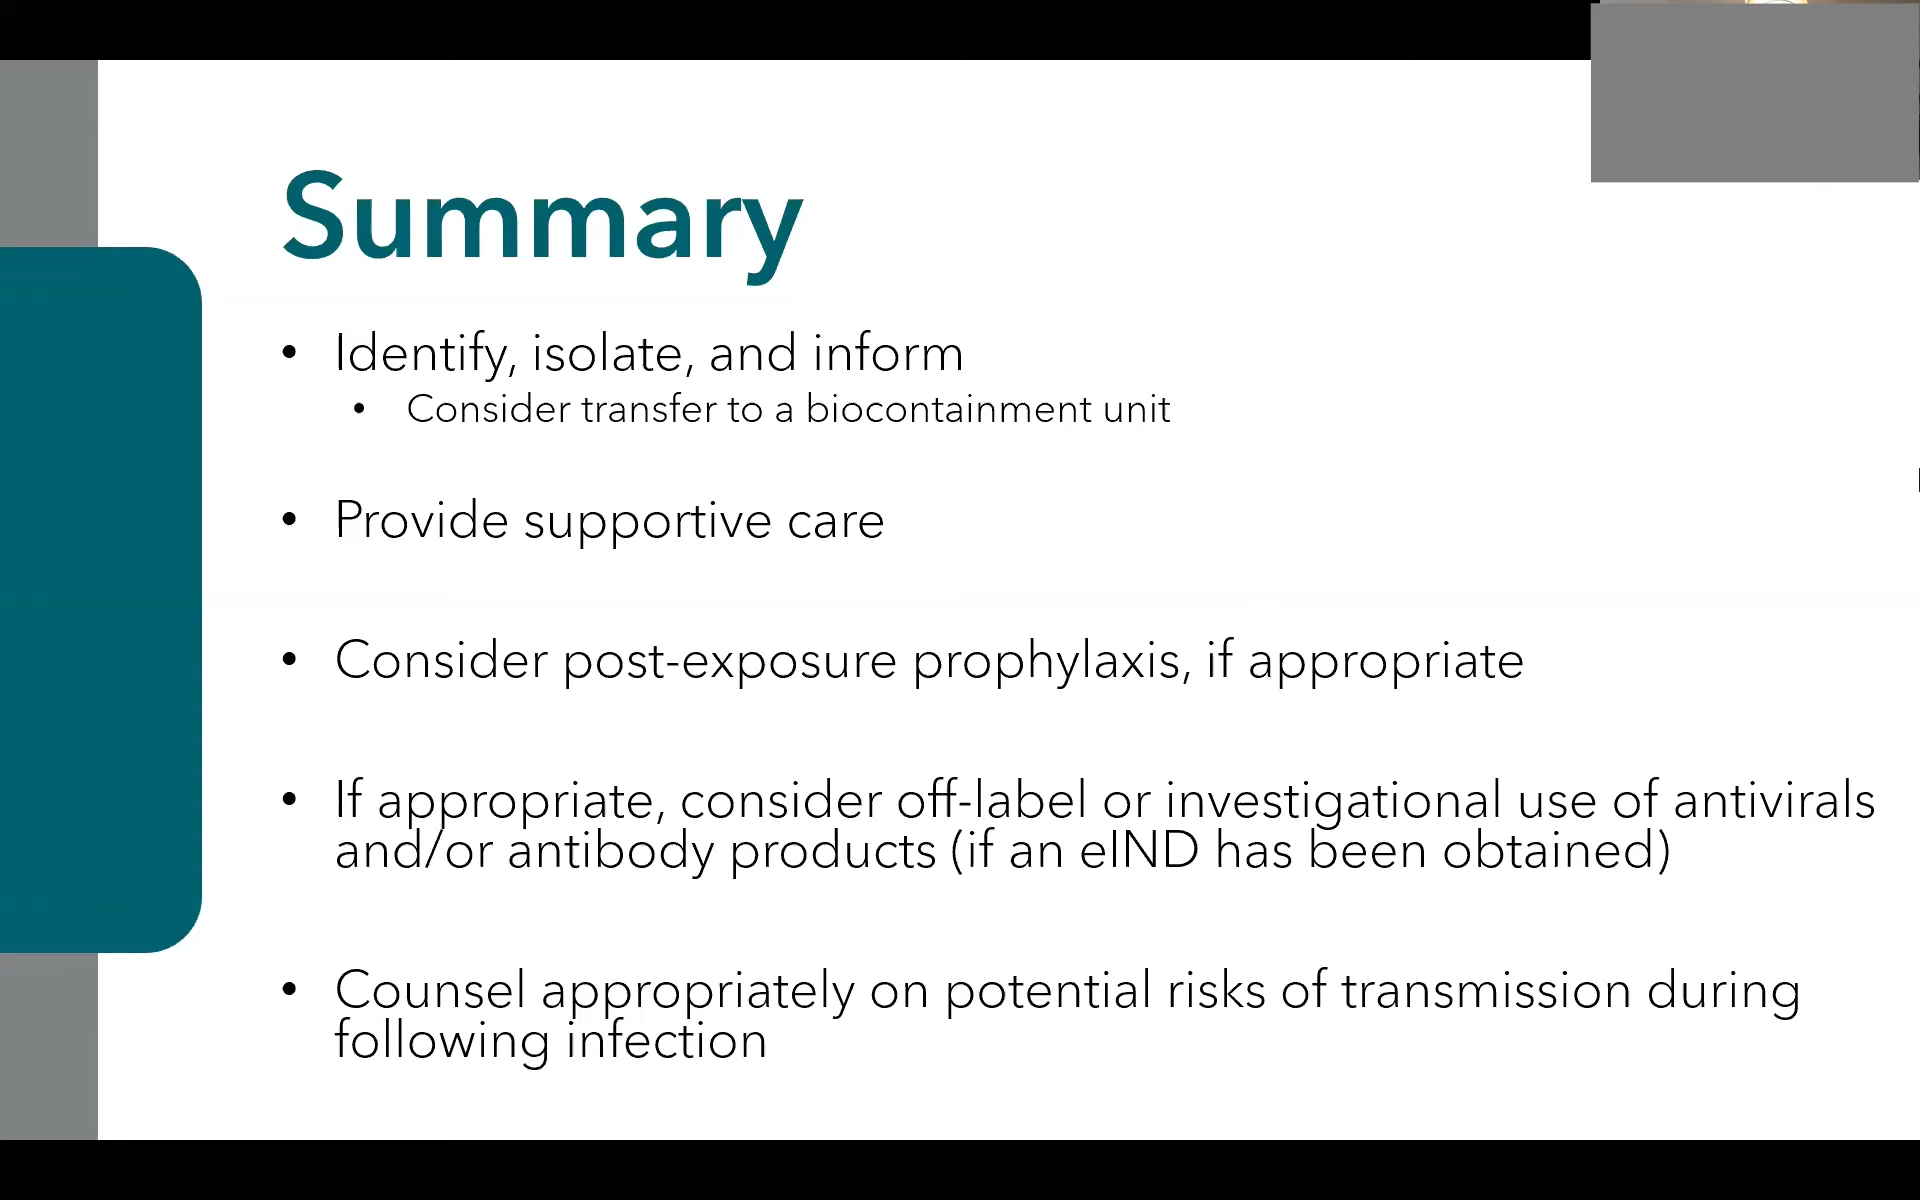 Summary
• Identify, isolate, and inform
• Consider transfer to a biocontainment unit
• Provide supportive care
• Consider post-exposure prophylaxis, if appropriate
• If appropriate, consider off-label or investigational use of antivirals
and/or antibody products (if an eIND has been obtained)
• Counsel appropriately on potential risks of transmission during
following infection